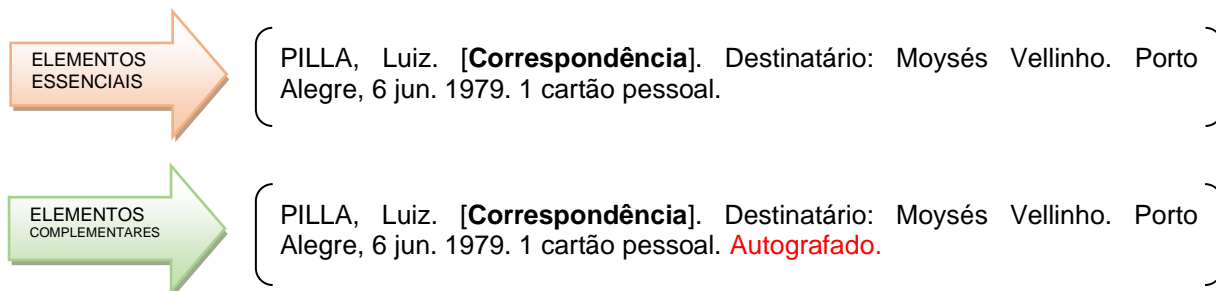 ELEMENTOS
ESSENCIAIS
PILLA, Luiz. [Correspondência]. Destinatário: Moysés Vellinho. Porto
Alegre, 6 jun. 1979. 1 cartão pessoal.
ELEMENTOS
COMPLEMENTARES
PILLA, Luiz. [Correspondência]. Destinatário: Moysés Vellinho. Porto
Alegre, 6 jun. 1979. 1 cartão pessoal. Autografado.